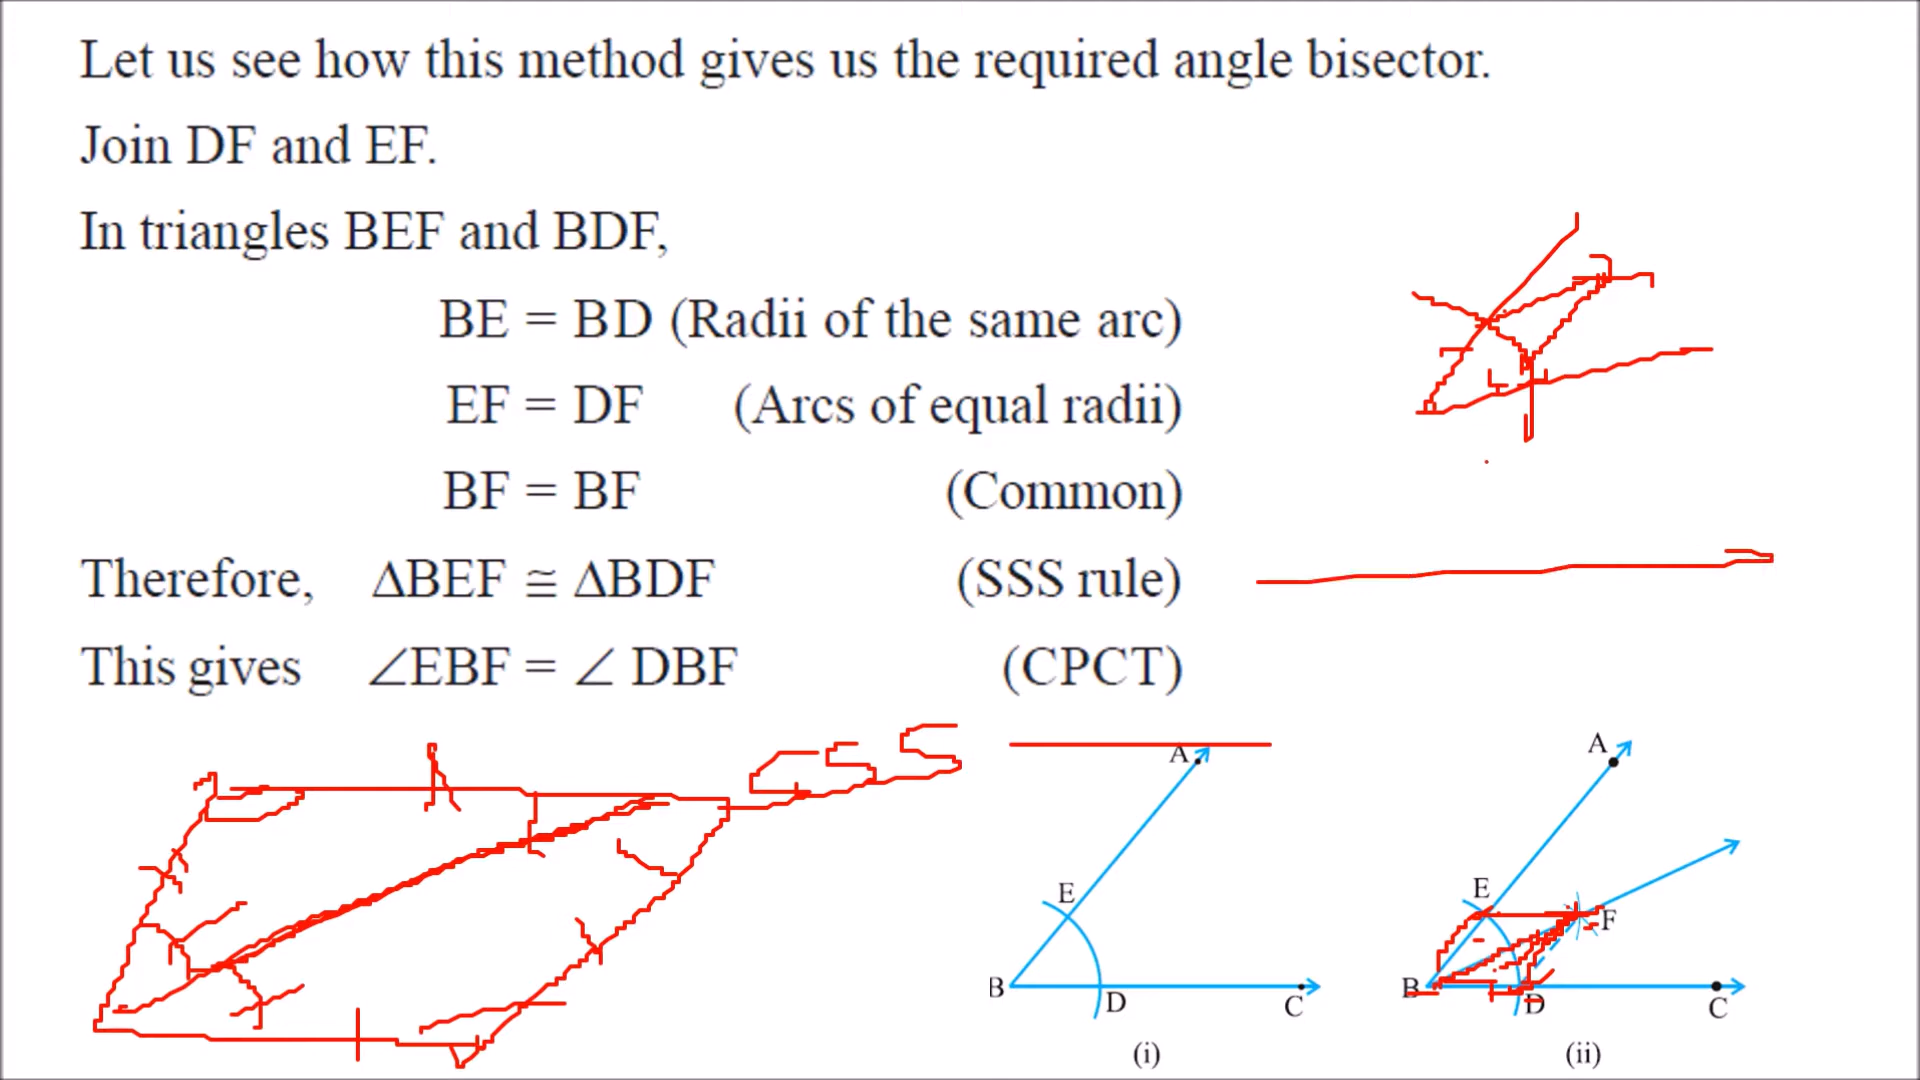 Let us see how this method gives us the required angle bisector.
Join DF and EF.
In triangles BEF and BDF,
BE = BD (Radii of the same arc)
EF = DF (Arcs of equal radii)
BF = BF (Common)
Therefore, ΔBEF ≅ ΔBDF (SSS rule)
This gives ∠EBF = ∠ DBF (CPCT)
A
E
B
D
C
(i)
A
E
F
B
D
C
(ii)